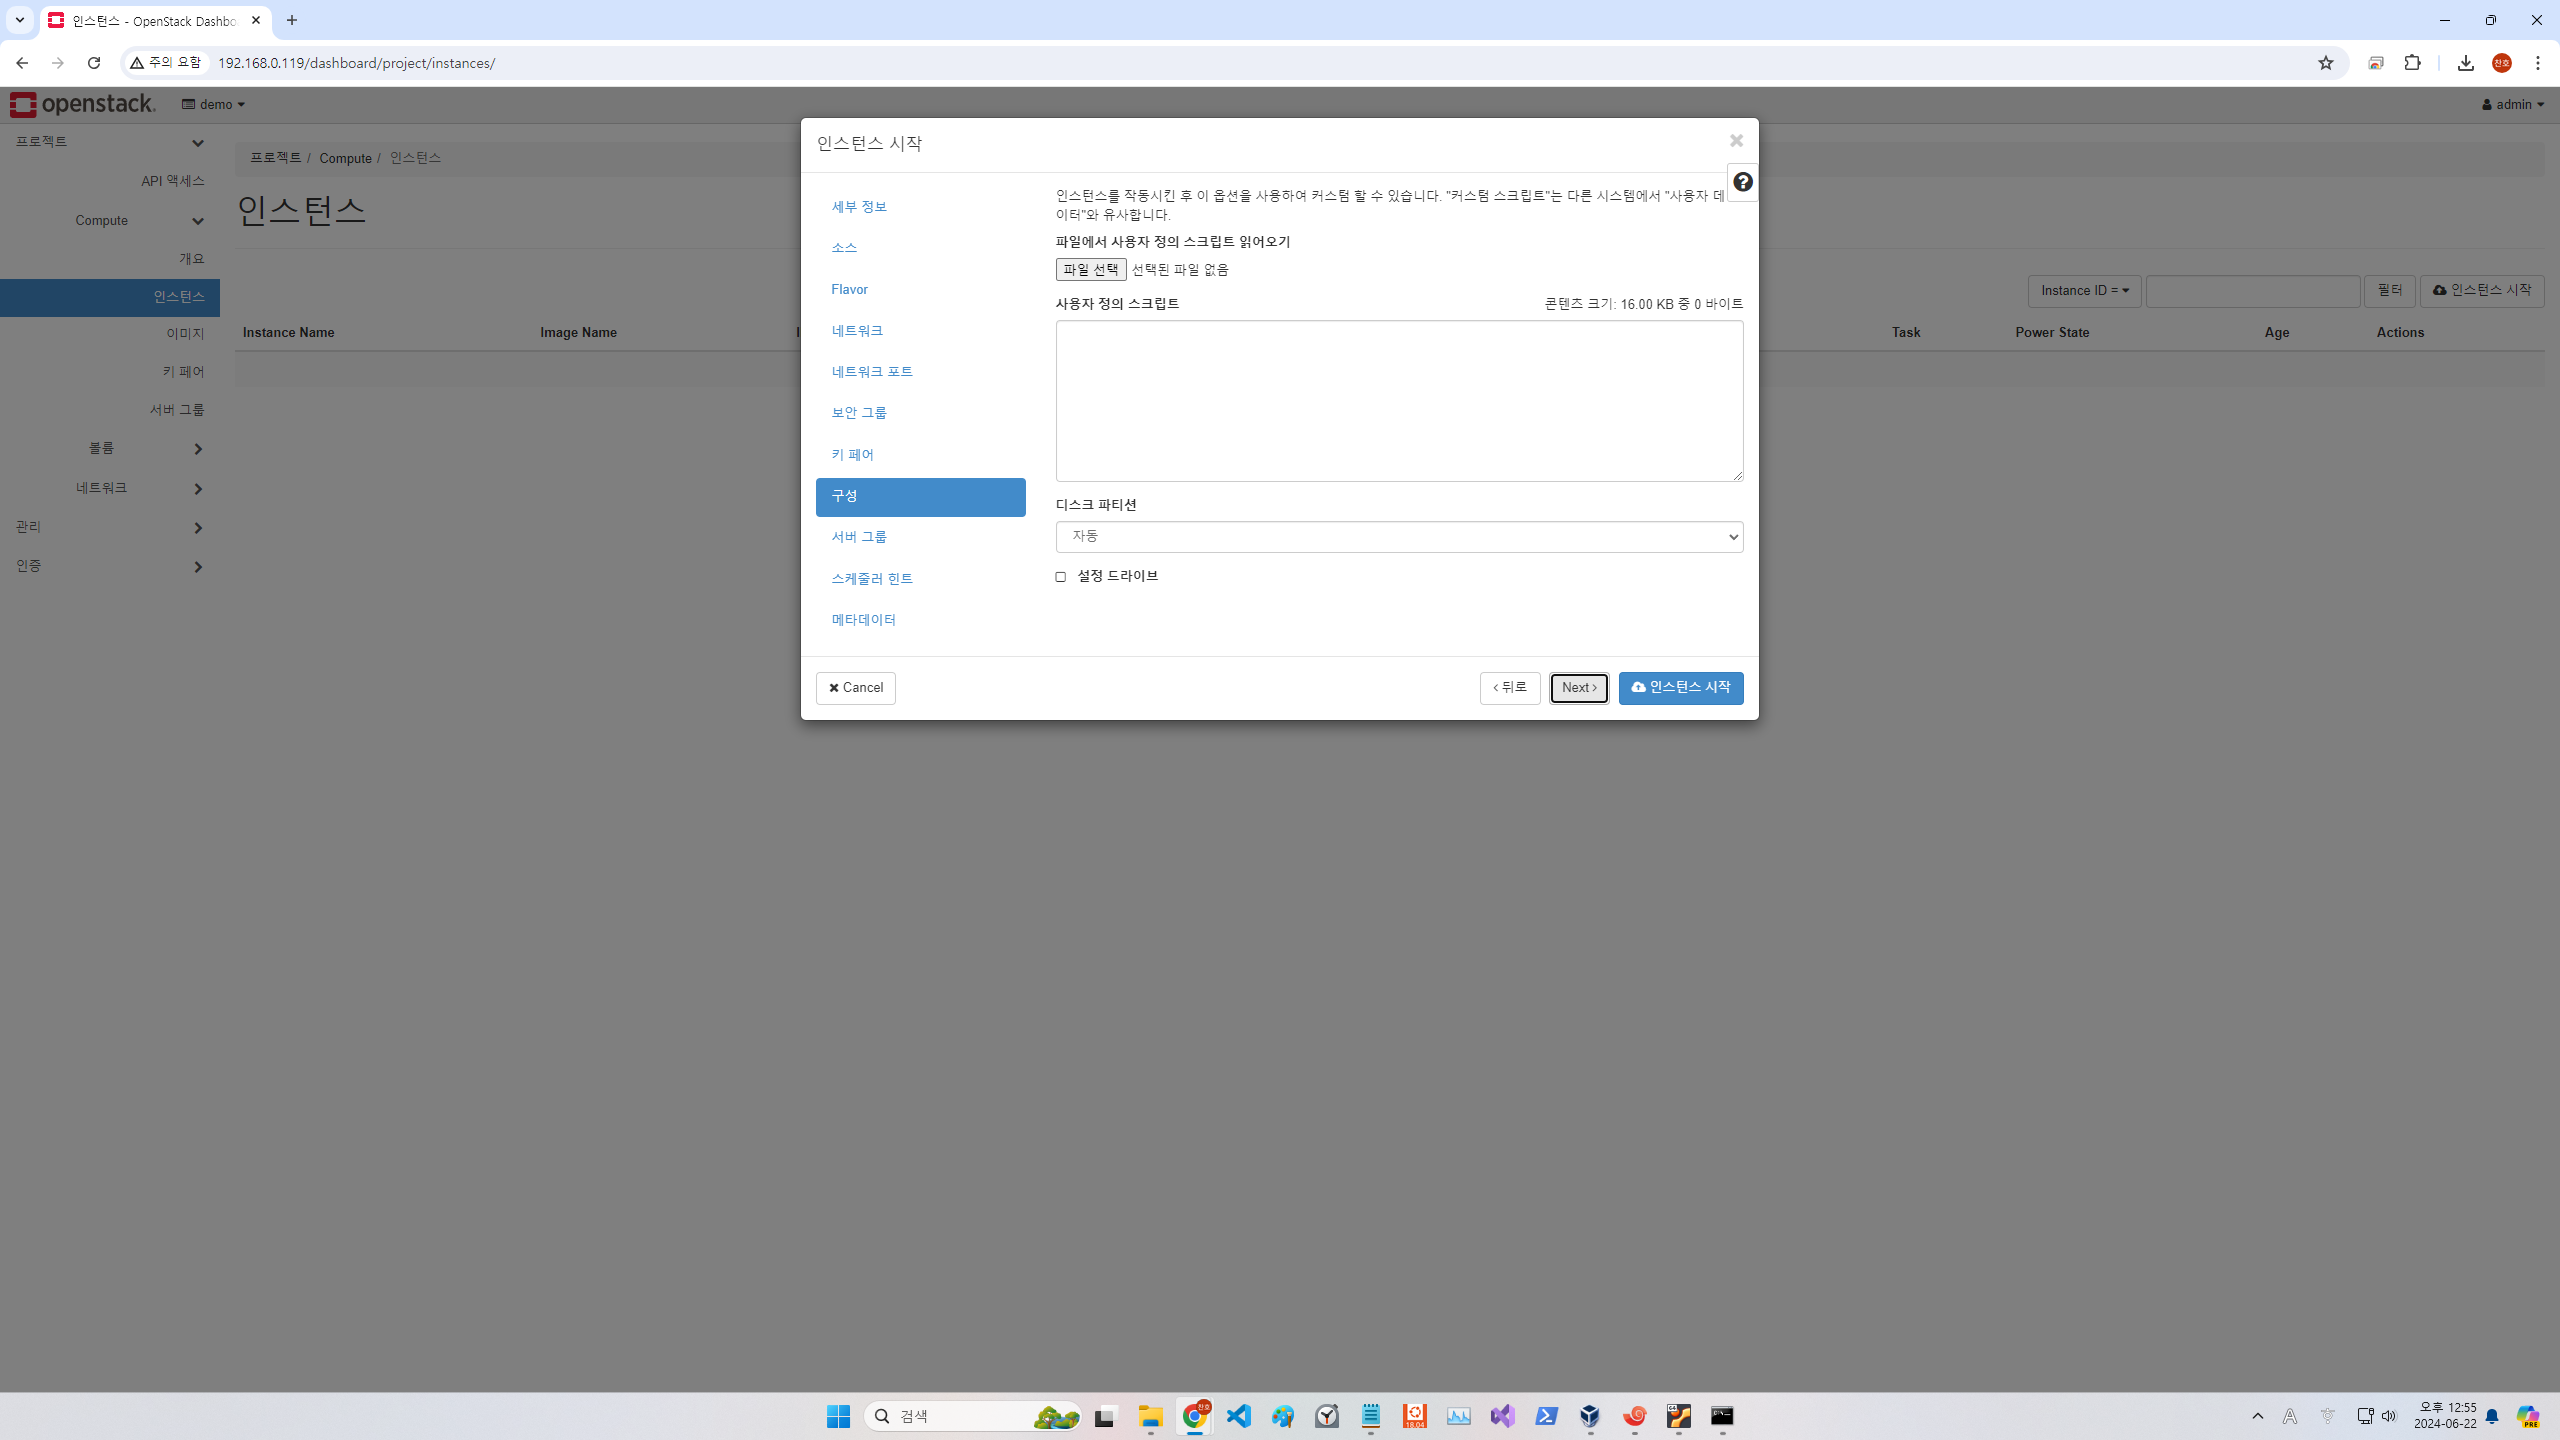 인스턴스 - OpenStack Dashbo
주의 요함
192.168.0.119/dashboard/project/instances/
찬호
openstack.
demo
admin
프로젝트
API 액세스
Compute
개요
인스턴스
이미지
키 페어
서버 그룹
볼륨
네트워크
관리
인증
프로젝트 / Compute / 인스턴스
인스턴스
Instance ID =
필터
인스턴스 시작
Instance Name
Image Name
Task
Power State
Age
Actions
인스턴스 시작
세부 정보
소스
Flavor
네트워크
네트워크 포트
보안 그룹
키 페어
구성
서버 그룹
스케줄러 힌트
메타데이터
인스턴스를 작동시킨 후 이 옵션을 사용하여 커스텀 할 수 있습니다. "커스텀 스크립트"는 다른 시스템에서 "사용자 데
이터"와 유사합니다.
파일에서 사용자 정의 스크립트 읽어오기
파일 선택 선택된 파일 없음
사용자 정의 스크립트
콘텐츠 크기: 16.00 KB 중 0 바이트
디스크 파티션
자동
설정 드라이브
Cancel
‹ 뒤로
Next ›
인스턴스 시작
검색
찬호
18.04
A
오후 12:55
2024-06-22
PRE